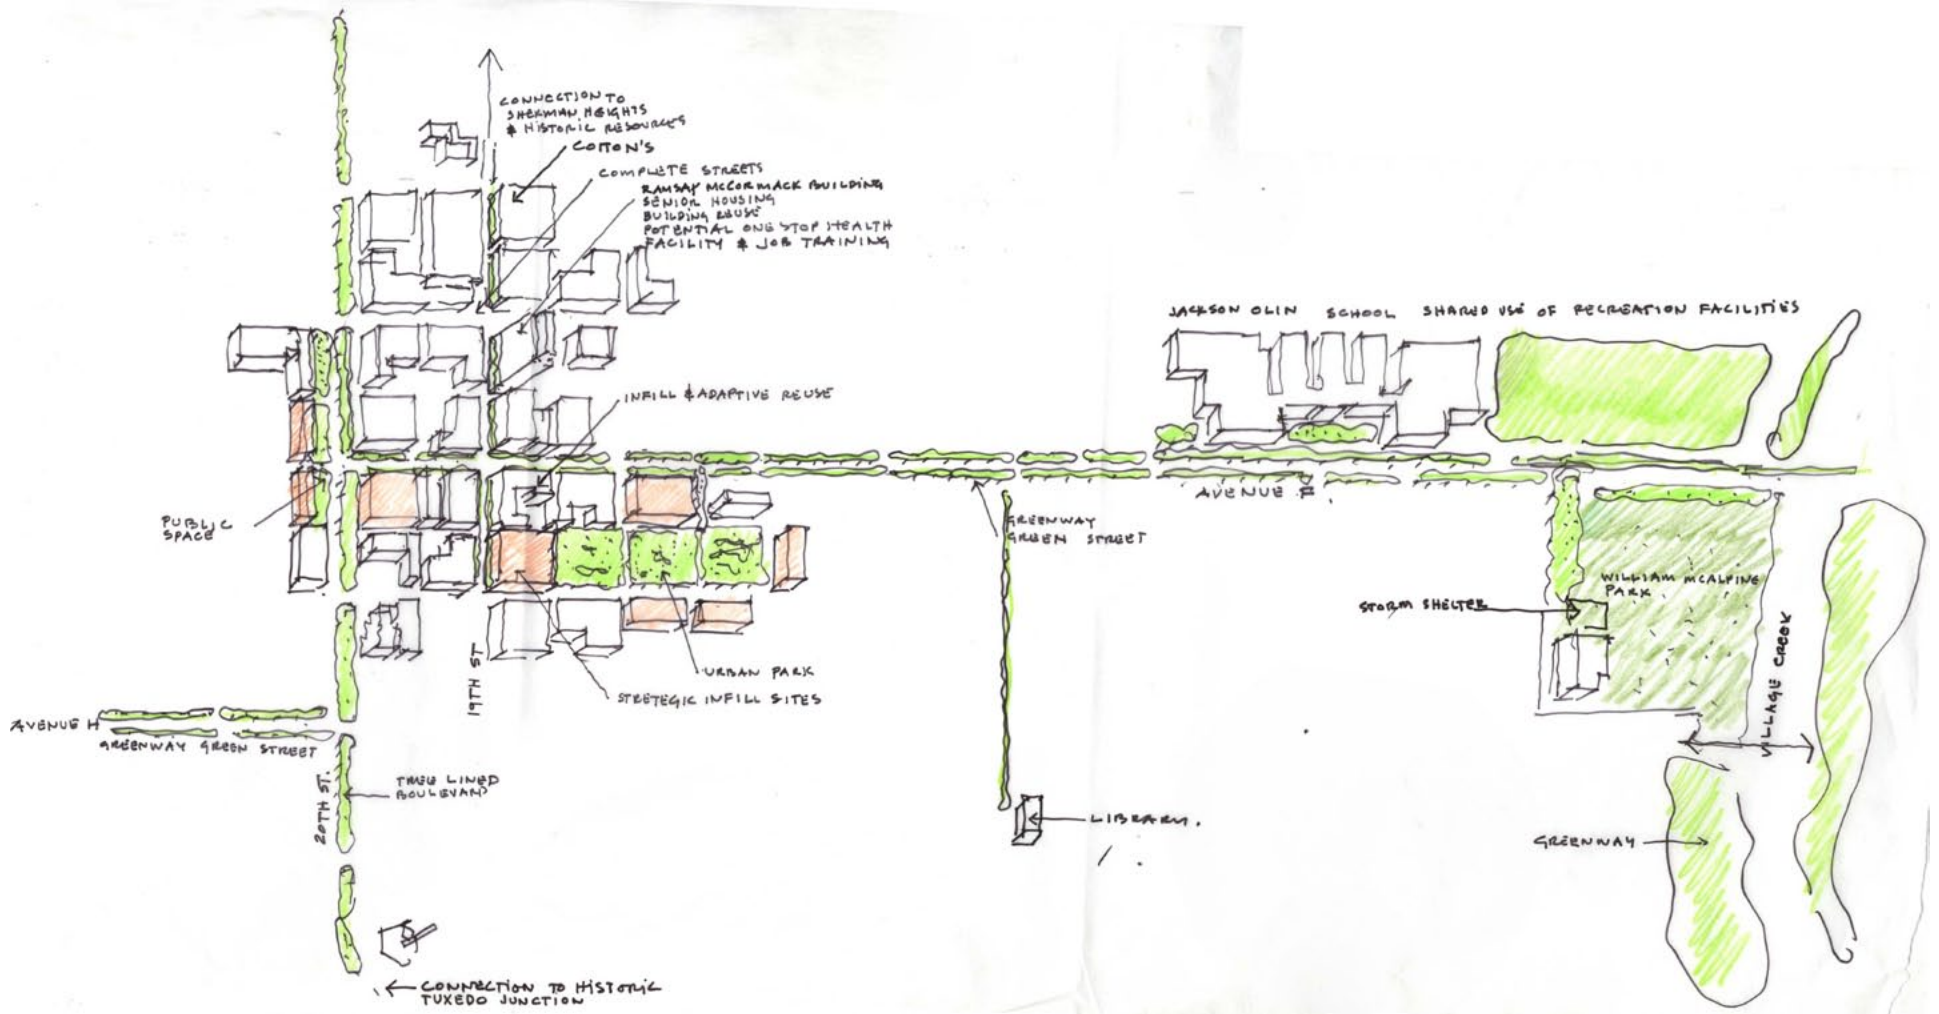 CONNECTION TO
SHERMAN HEIGHTS
& HISTORIC RESOURCES
COTTON'S
COMPLETE STREETS
RAMSAY MCCORMACK BUILDING
SENIOR HOUSING
BUILDING REUSE
POTENTIAL ONE STOP HEALTH
FACILITY & JOB TRAINING
JACKSON OLIN SCHOOL SHARED USE OF RECREATION FACILITIES
INFILL & ADAPTIVE REUSE
AVENUE F
PUBLIC
SPACE
GREENWAY
GREEN STREET
WILLIAM MCALPINE
PARK
STORM SHELTER
VILLAGE CREEK
URBAN PARK
STRETEGIC INFILL SITES
19TH ST
AVENUE H
GREENWAY GREEN STREET
20TH ST.
TREE LINED
BOULEVARD
LIBRARY.
GREENWAY
CONNECTION TO HISTORIC
TUXEDO JUNCTION